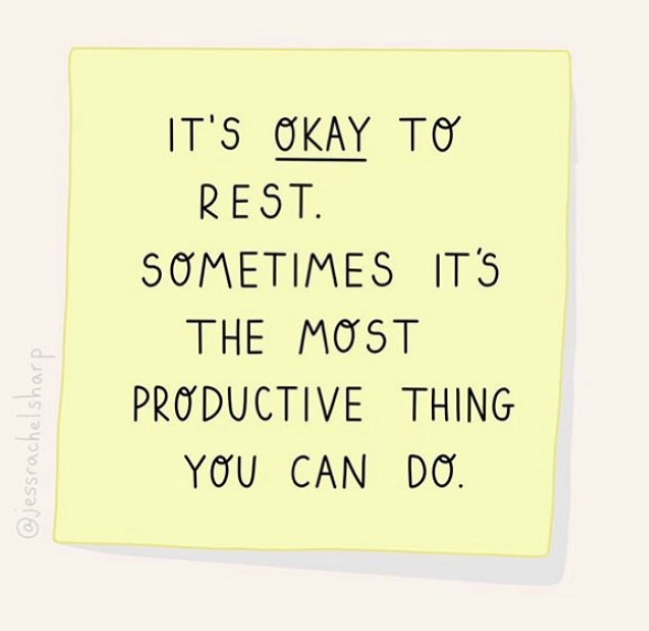 IT'S OKAY TO
REST.
SOMETIMES IT'S
THE MOST
PRODUCTIVE THING
YOU CAN DO.
@jessrachelsharp